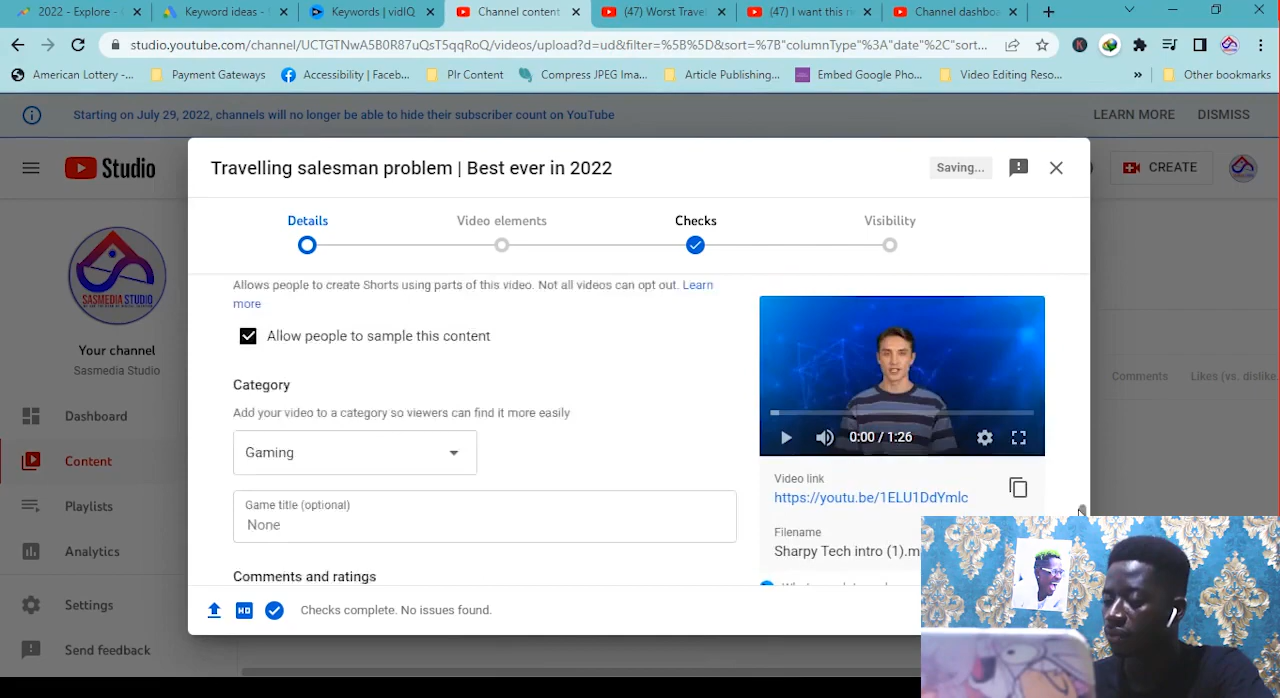 2022 - Explore -
Keyword ideas -
Keywords | vidIQ
Channel content
(47) Worst Trave
(47) I want this n
Channel dashboa
studio.youtube.com/channel/UCTGTNwA5B0R87uQsT5qqRoQ/videos/upload?d=ud&filter=%5B%5D&sort=%7B"columnType"%3A"date"%2C"sort...
American Lottery -...
Payment Gateways
Accessibility | Faceb...
Plr Content
Compress JPEG Ima...
Article Publishing...
Embed Google Pho...
Video Editing Reso...
»
Other bookmarks
Starting on July 29, 2022, channels will no longer be able to hide their subscriber count on YouTube
LEARN MORE
DISMISS
Studio
CREATE
Travelling salesman problem | Best ever in 2022
Saving...
Details
Video elements
Checks
Visibility
SASMEDIA STUDIO
Your channel
Sasmedia Studio
Dashboard
Content
Playlists
Analytics
Settings
Send feedback
Allows people to create Shorts using parts of this video. Not all videos can opt out. Learn
more
Allow people to sample this content
Category
Add your video to a category so viewers can find it more easily
Gaming
Game title (optional)
None
Comments and ratings
0:00 / 1:26
Video link
https://youtu.be/1ELU1DdYmlc
Filename
Sharpy Tech intro (1).m
Comments
Likes (vs. dislike
HD
Checks complete. No issues found.